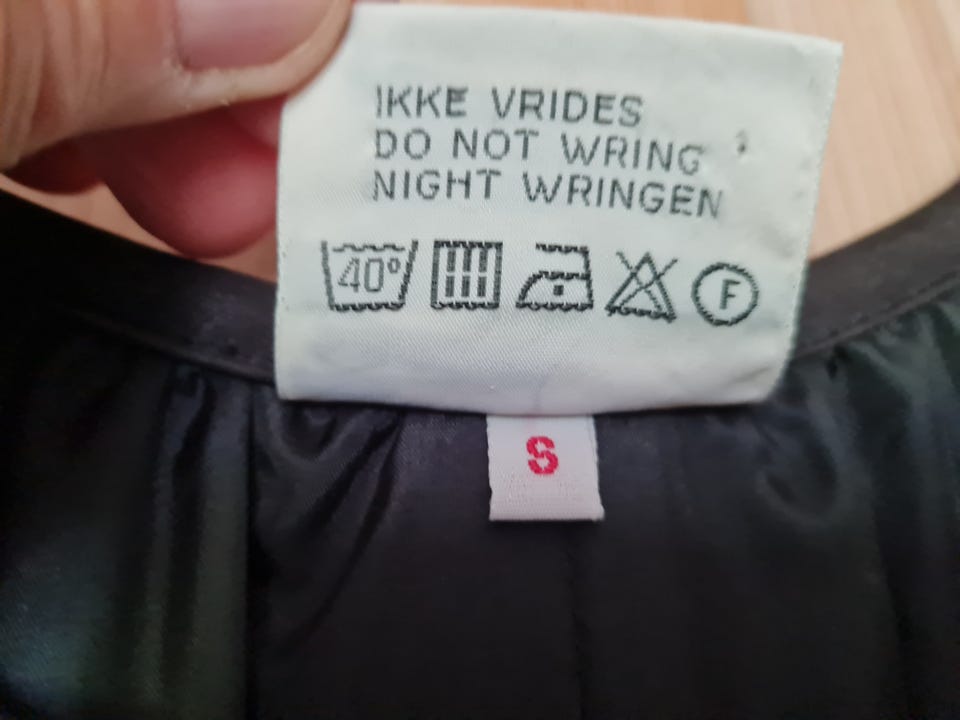 IKKE VRIDES
DO NOT WRING
NIGHT WRINGEN
40° F
S